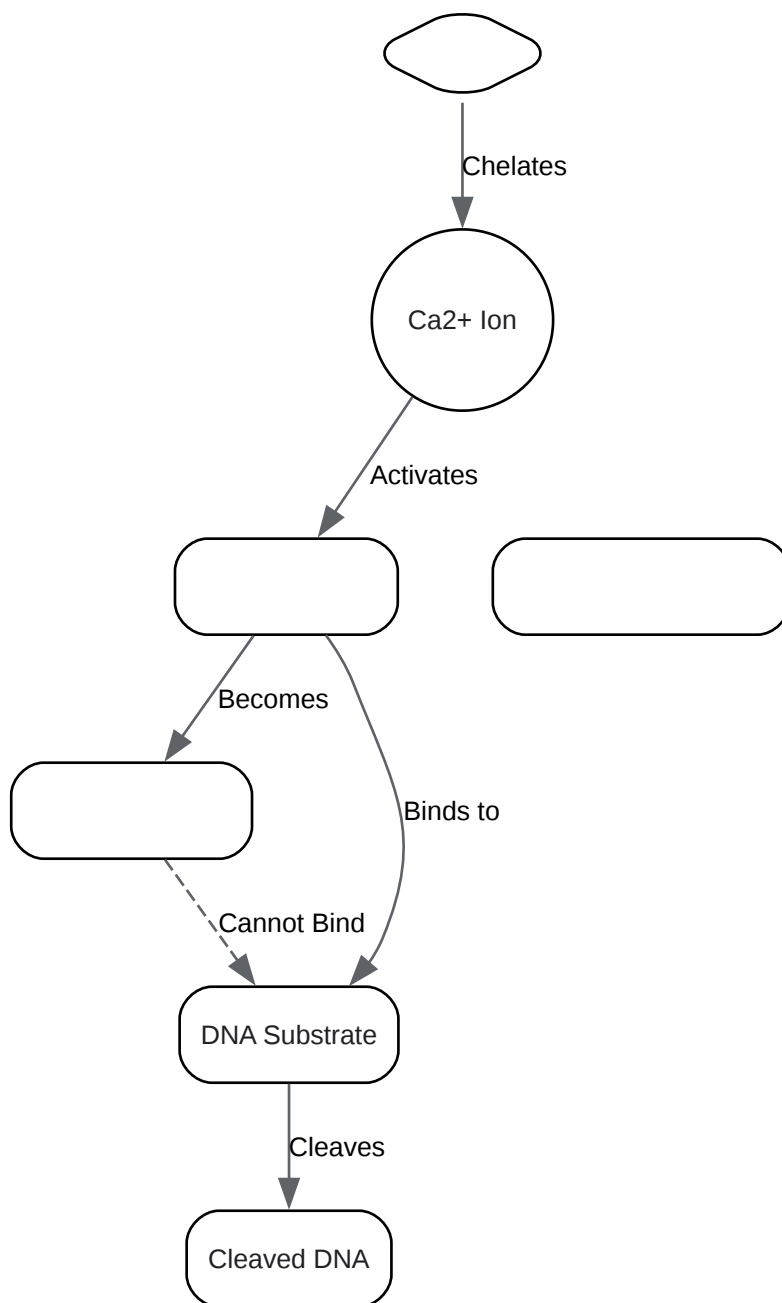 Chelates
Ca2+ Ion
Activates
Becomes
Binds to
Cannot Bind
DNA Substrate
Cleaves
Cleaved DNA